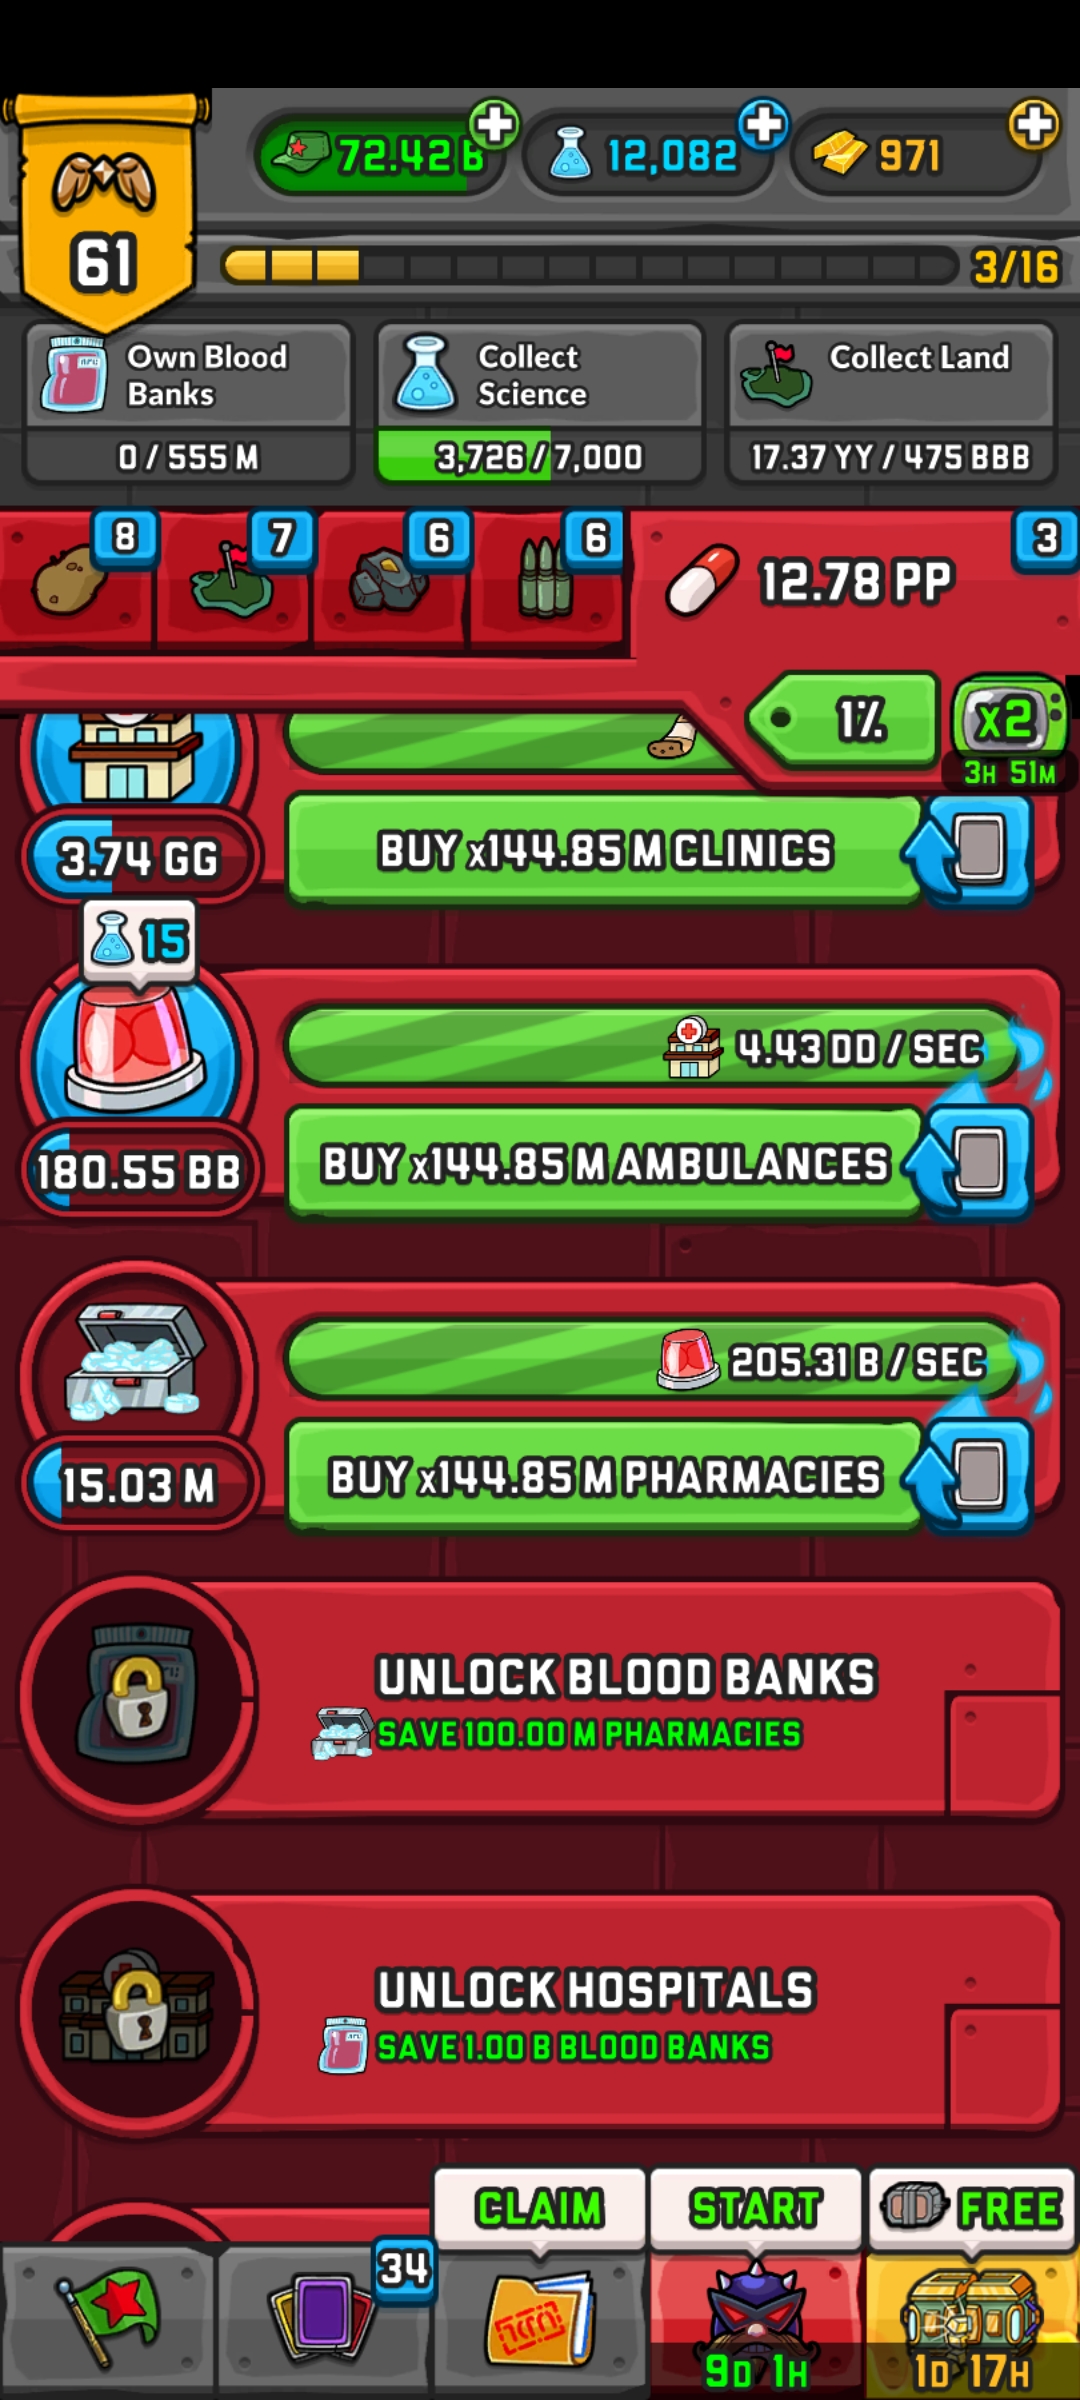 72.42 B
12,082
971
61
3/16
Own Blood
Banks
0 / 555 M
Collect
Science
3,726 / 7,000
Collect Land
17.37 YY / 475 BBB
8
7
6
6
3
12.78 PP
1%
x2
3H 51M
3.74 GG
BUY x144.85 M CLINICS
15
4.43 DD / SEC
180.55 BB
BUY x144.85 M AMBULANCES
205.31 B / SEC
15.03 M
BUY x144.85 M PHARMACIES
UNLOCK BLOOD BANKS
SAVE 100.00 M PHARMACIES
UNLOCK HOSPITALS
SAVE 1.00 B BLOOD BANKS
CLAIM
START
FREE
34
9D 1H
1D 17H